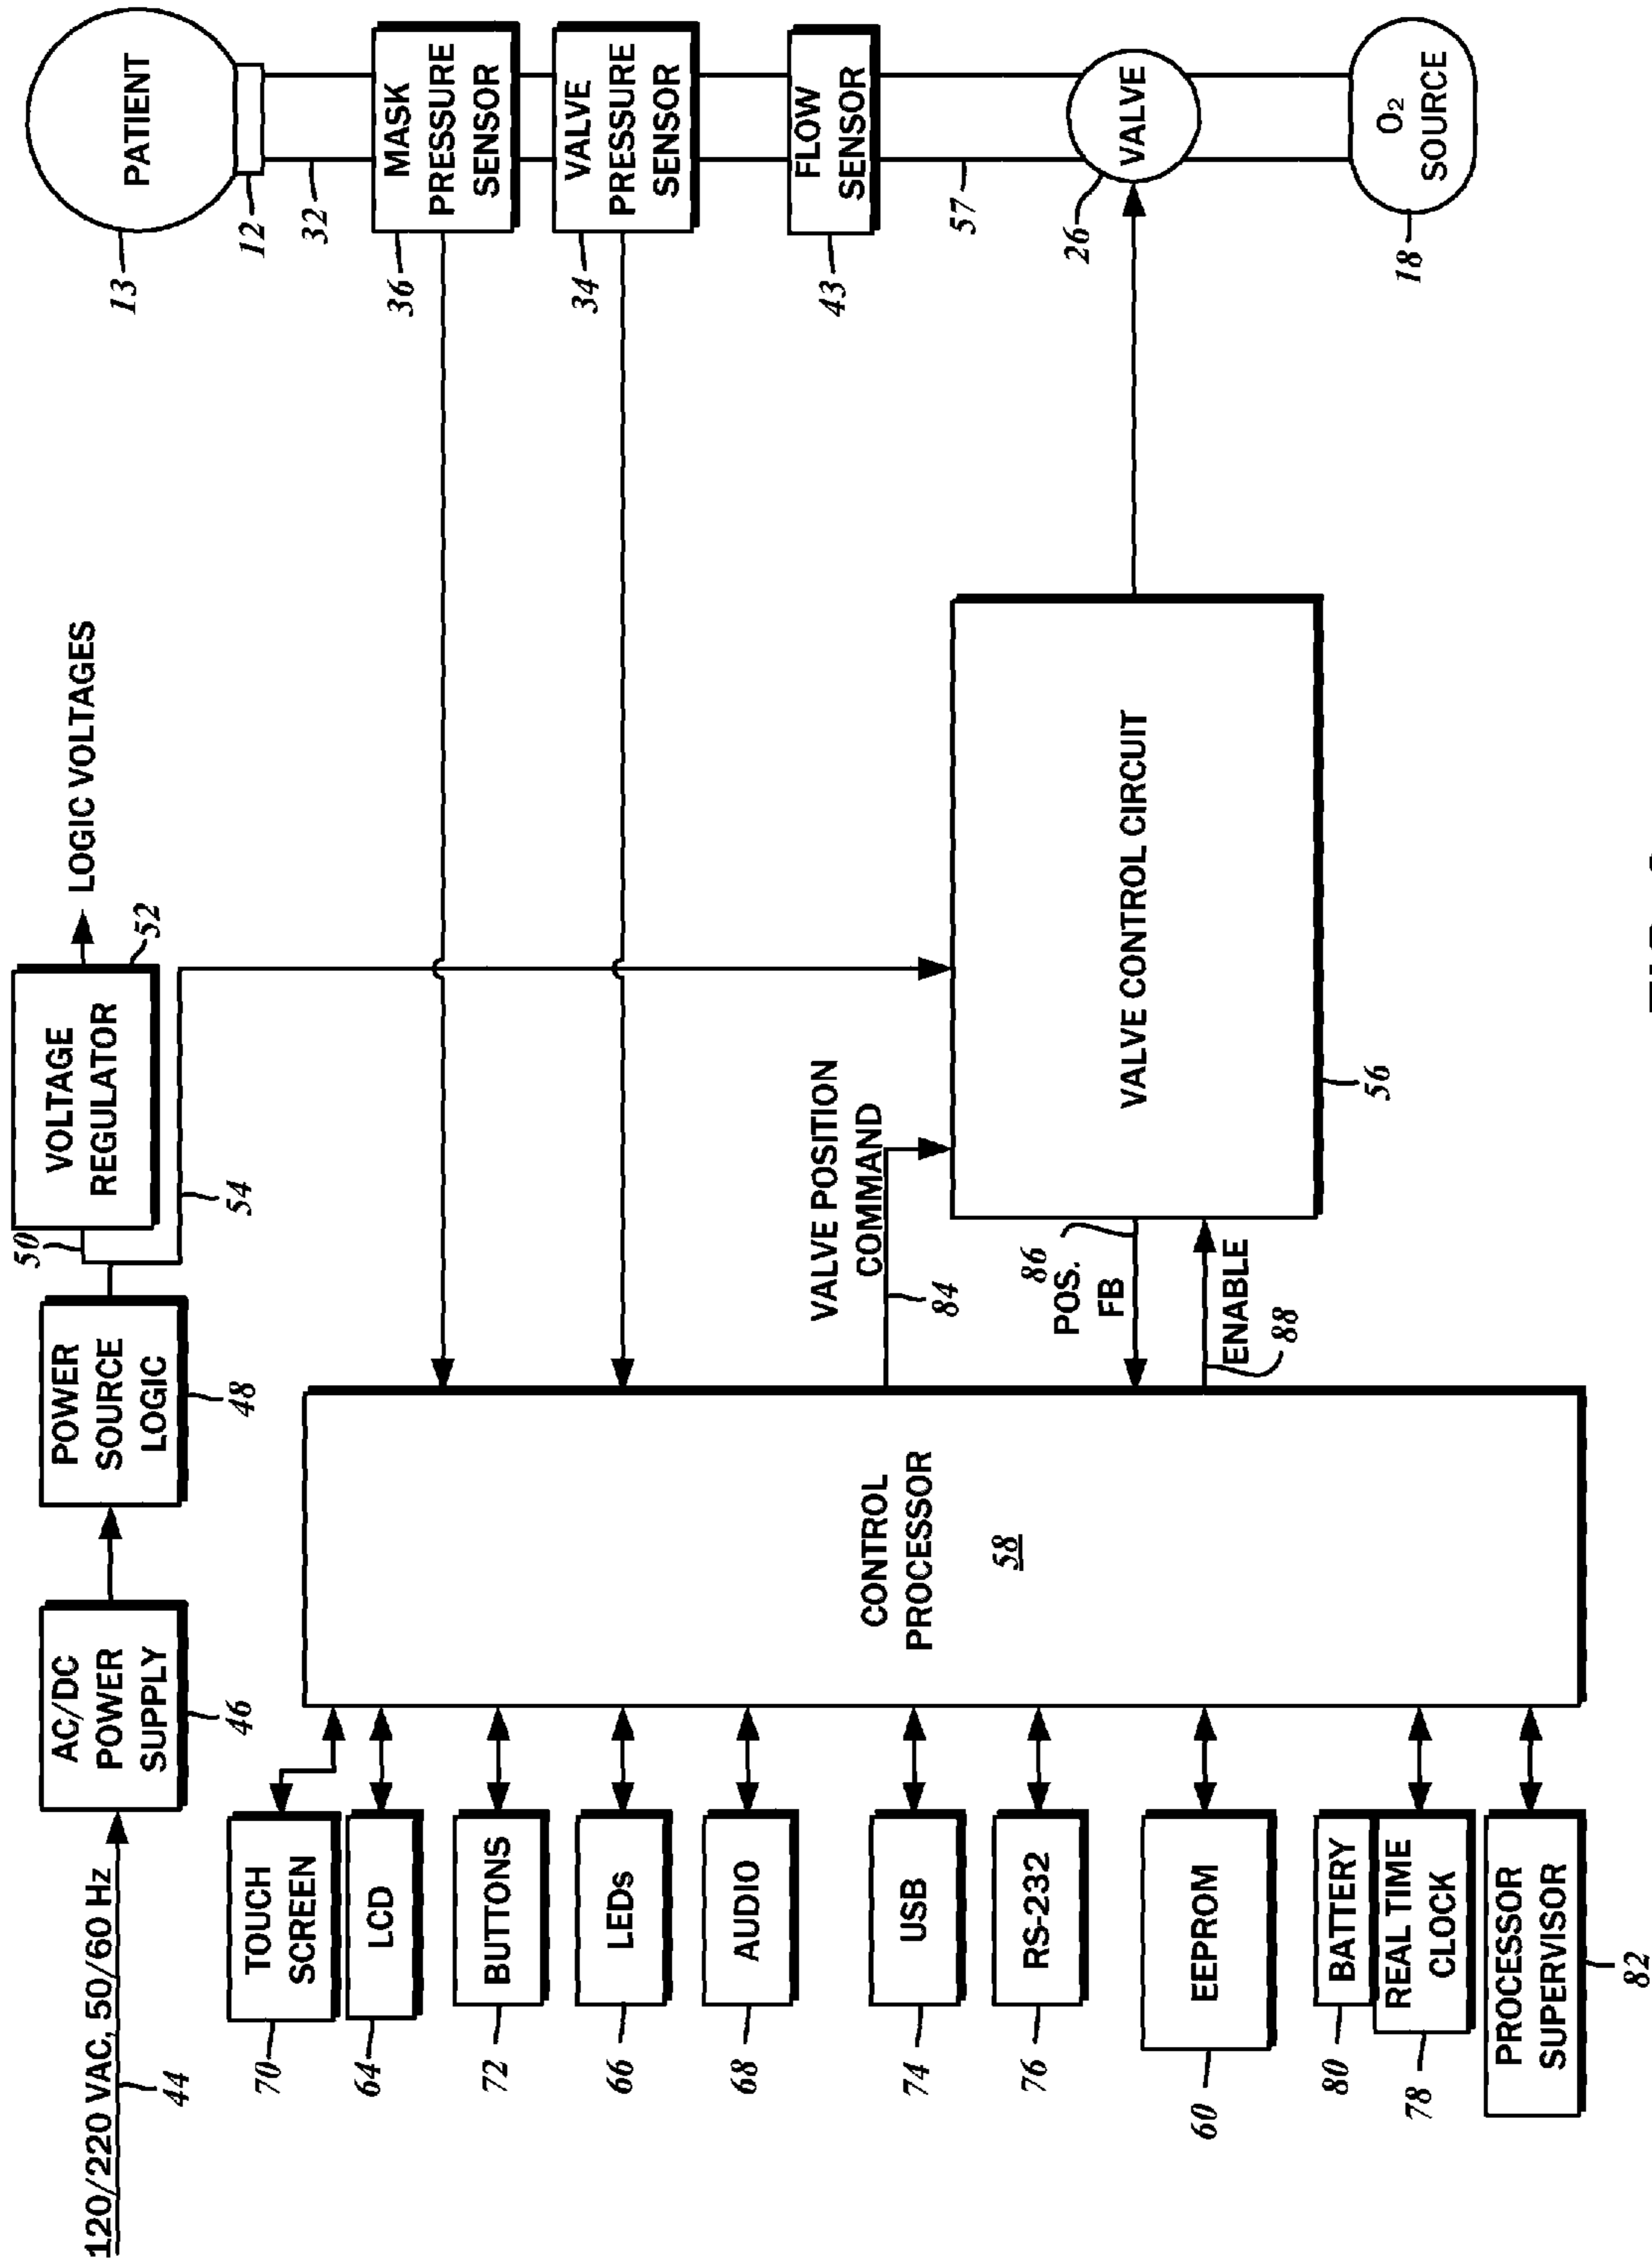 120/220 VAC, 50/60 Hz
44
AC/DC
POWER
SUPPLY
46
POWER
SOURCE
LOGIC
48
50
VOLTAGE
REGULATOR
52
LOGIC VOLTAGES
54
PATIENT
13
12
32
MASK
PRESSURE
SENSOR
36
VALVE
PRESSURE
SENSOR
34
FLOW
SENSOR
43
57
VALVE
26
O₂
SOURCE
18
TOUCH
SCREEN
70
LCD
64
BUTTONS
72
LEDs
66
AUDIO
68
USB
74
RS-232
76
EEPROM
60
BATTERY
80
REAL TIME
CLOCK
78
PROCESSOR
SUPERVISOR
82
CONTROL
PROCESSOR
58
VALVE POSITION
COMMAND
84
86
POS.
FB
ENABLE
88
VALVE CONTROL CIRCUIT
56